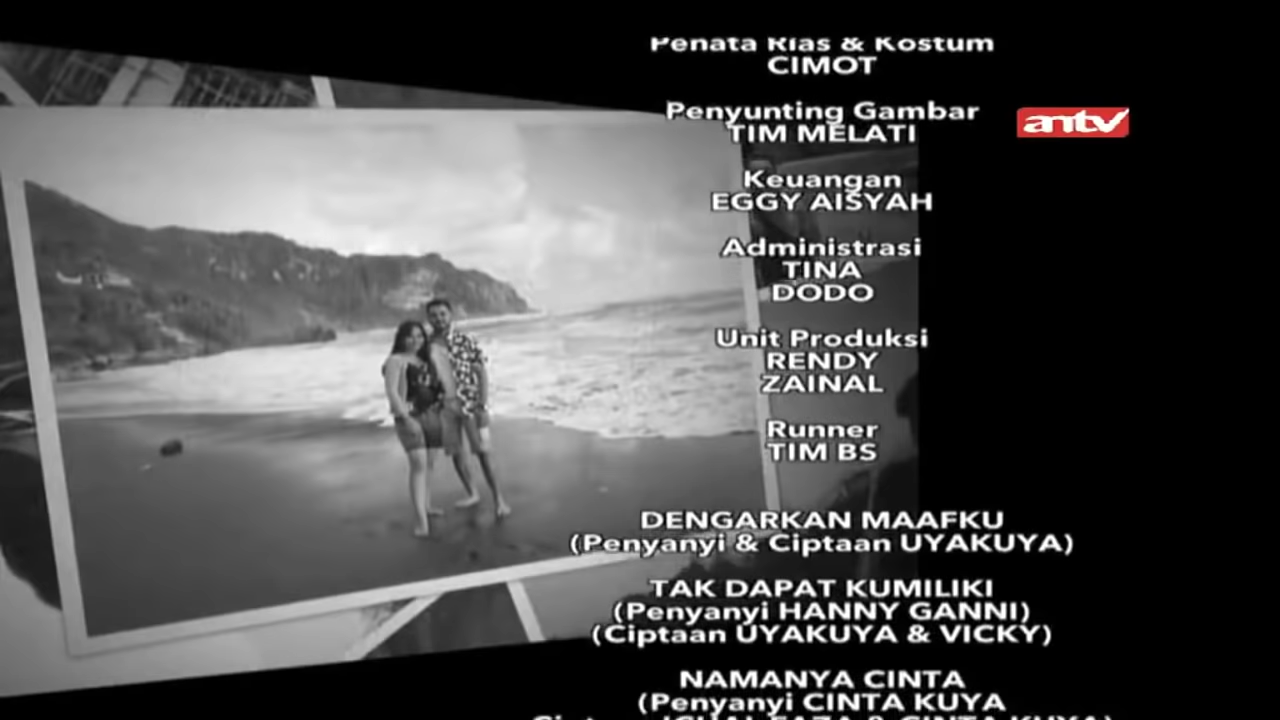 Penata Rias & Kostum
CIMOT
Penyunting Gambar
TIM MELATI
antv
Keuangan
EGGY AISYAH
Administrasi
TINA
DODO
Unit Produksi
RENDY
ZAINAL
Runner
TIM BS
DENGARKAN MAAFKU
(Penyanyi & Ciptaan UYAKUYA)
TAK DAPAT KUMILIKI
(Penyanyi HANNY GANNI)
(Ciptaan UYAKUYA & VICKY)
NAMANYA CINTA
(Penyanyi CINTA KUYA
& CINTA KUYA)